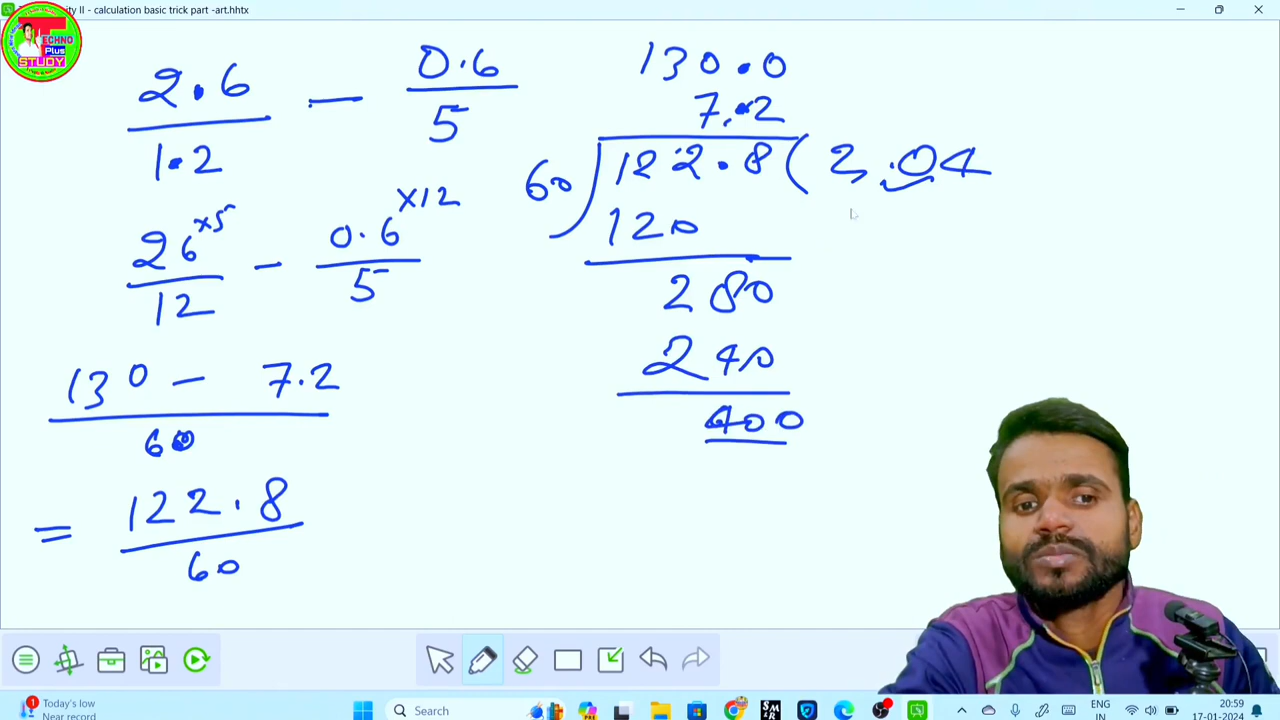 ity II - calculation basic trick part -art.hhtx
TECHNO
Plus
STUDY
2.6 / 1.2 — 0.6 / 5
26 ×5 / 12 - 0.6 ×12 / 5
130 - 7.2 / 60
= 122.8 / 60
130.0
7.2
60 ) 122.8 ( 2.04
120
280
240
400
1
Today's low
Near record
Search
ENG
IN
20:59
17-01-2024